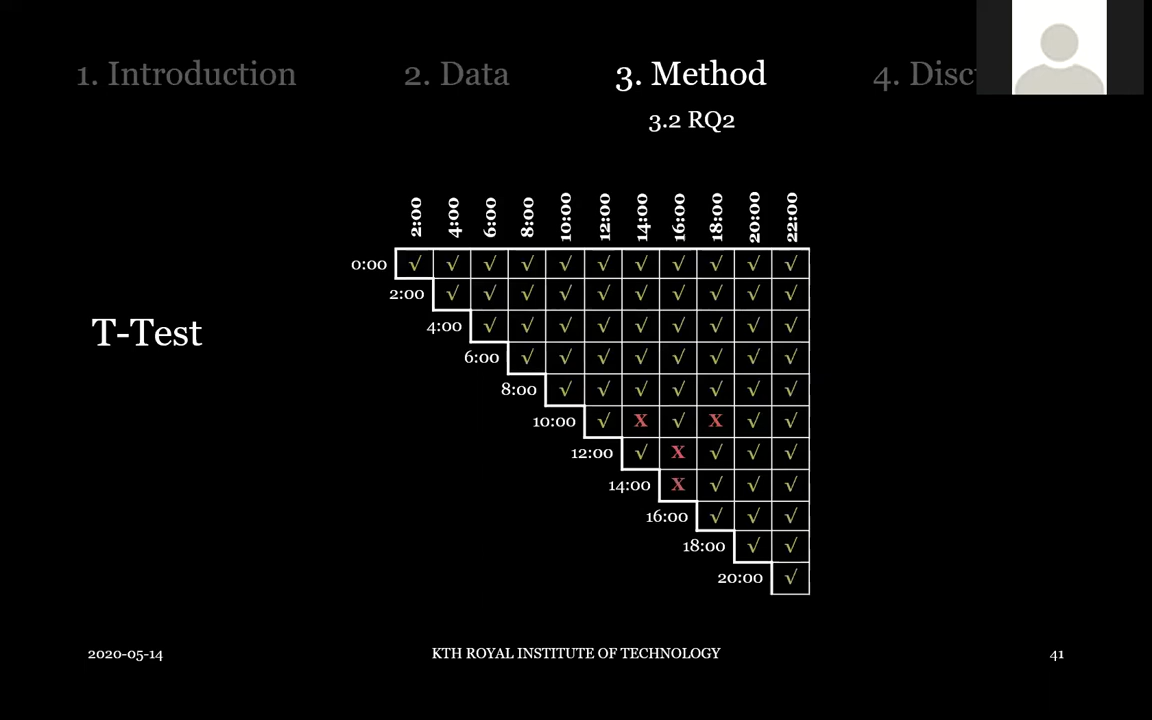 1. Introduction 2. Data 3. Method 4. Disc
3.2 RQ2
2:00 4:00 6:00 8:00 10:00 12:00 14:00 16:00 18:00 20:00 22:00
0:00 √ √ √ √ √ √ √ √ √ √ √
2:00 √ √ √ √ √ √ √ √ √ √
4:00 √ √ √ √ √ √ √ √ √
T-Test
6:00 √ √ √ √ √ √ √ √
8:00 √ √ √ √ √ √ √
10:00 √ X √ X √ √
12:00 √ X √ √ √
14:00 X √ √ √
16:00 √ √ √
18:00 √ √
20:00 √
2020-05-14 KTH ROYAL INSTITUTE OF TECHNOLOGY 41